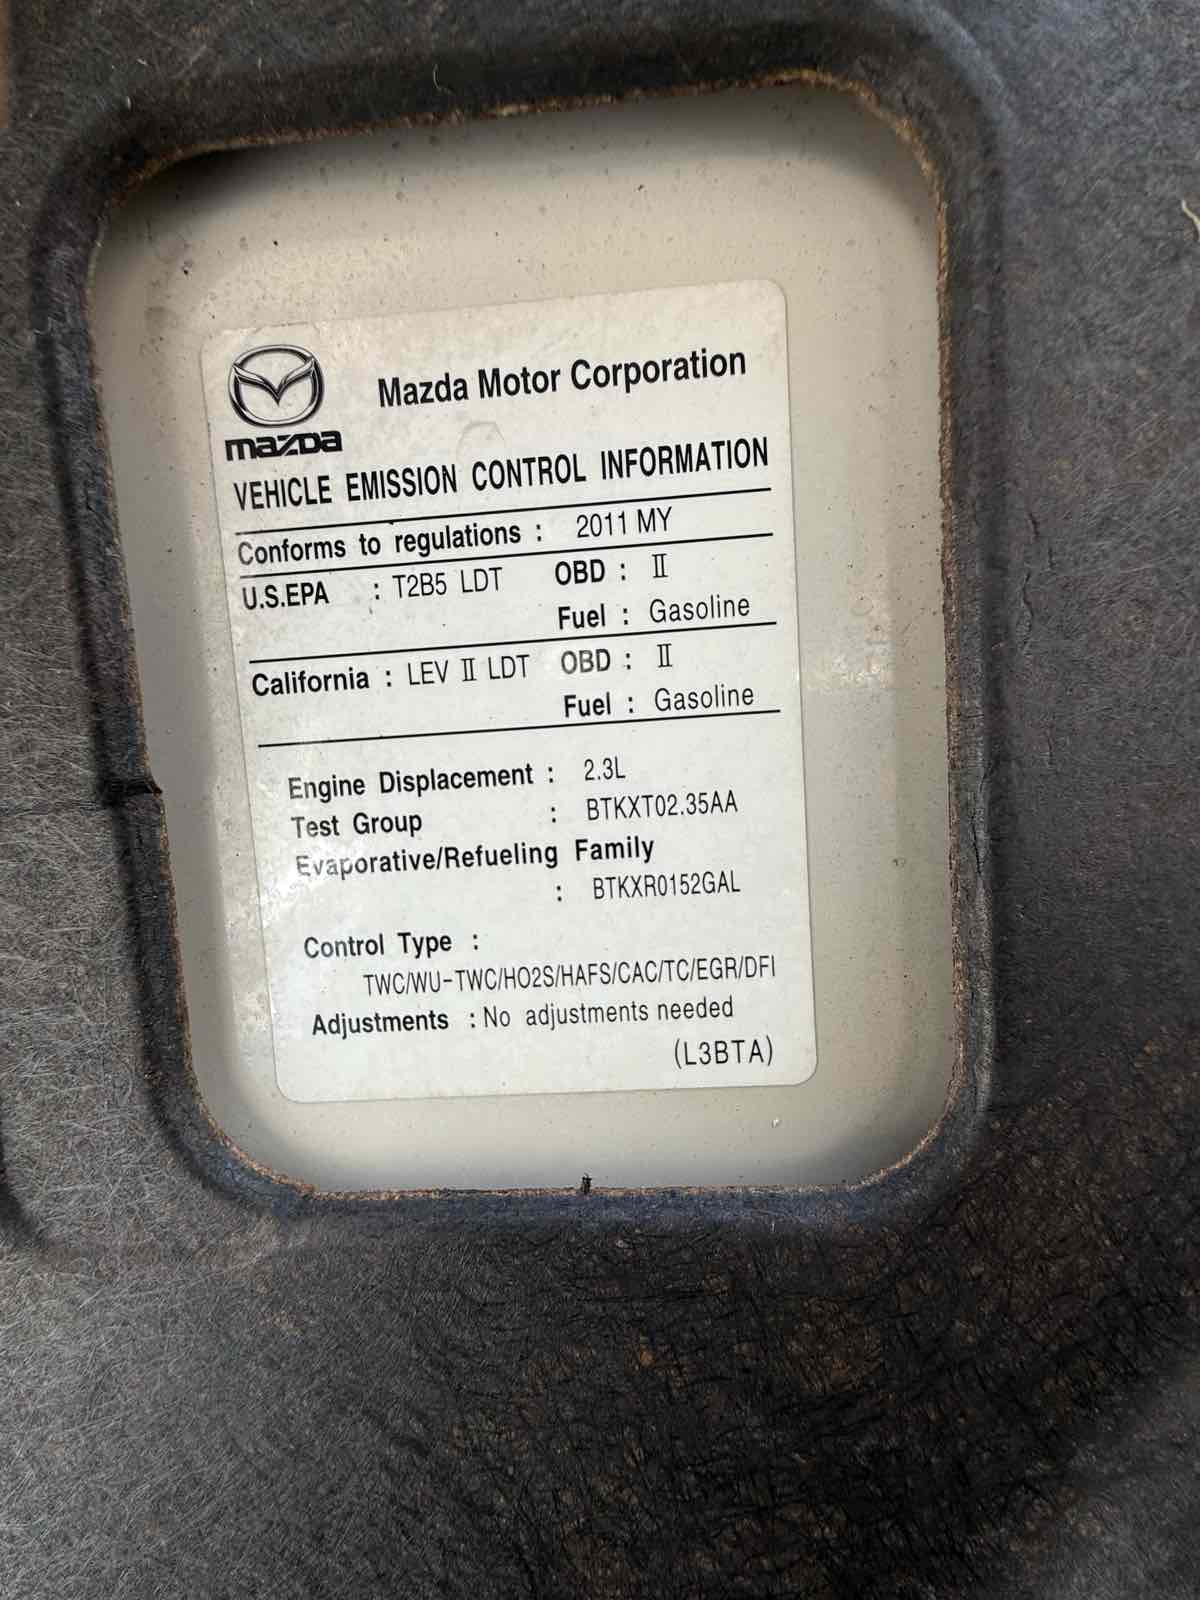 mazda
Mazda Motor Corporation
VEHICLE EMISSION CONTROL INFORMATION
Conforms to regulations : 2011 MY
U.S.EPA : T2B5 LDT OBD : II
Fuel : Gasoline
California : LEV II LDT OBD : II
Fuel : Gasoline
Engine Displacement : 2.3L
Test Group : BTKXT02.35AA
Evaporative/Refueling Family
: BTKXR0152GAL
Control Type :
TWC/WU-TWC/HO2S/HAFS/CAC/TC/EGR/DFI
Adjustments : No adjustments needed
(L3BTA)